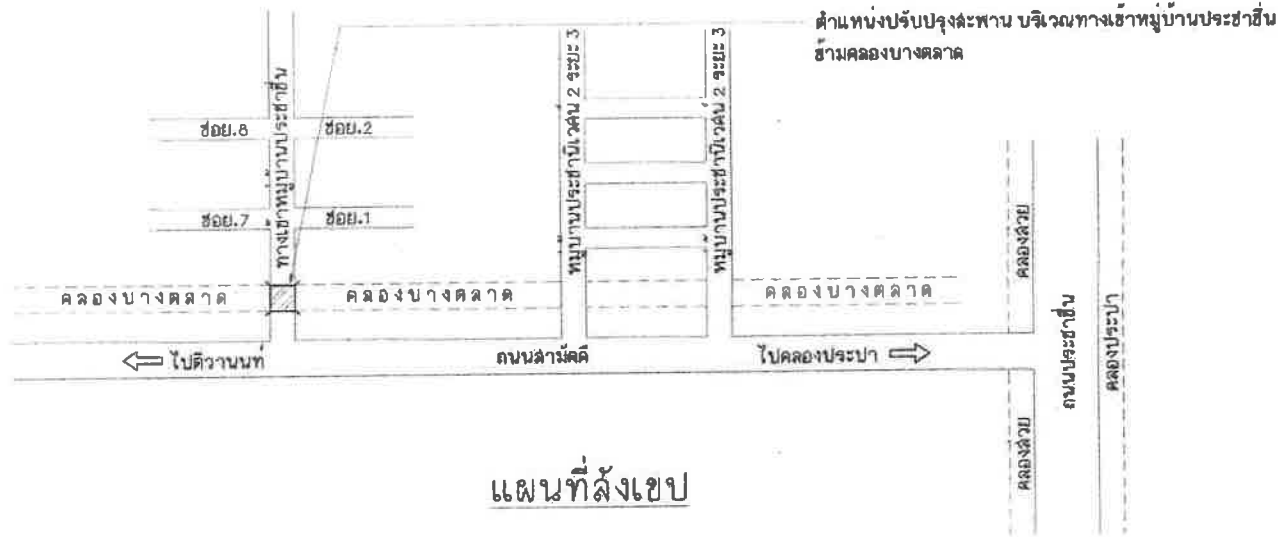 ตำแหน่งปรับปรุงสะพาน บริเวณทางเข้าหมู่บ้านประชาชื่น
ข้ามคลองบางตลาด
ทางเข้าหมู่บ้านประชาชื่น
หมู่บ้านประชานิเวศน์ 2 ระยะ 3
หมู่บ้านประชานิเวศน์ 2 ระยะ 3
ซอย.8
ซอย.2
ซอย.7
ซอย.1
คลองส่วย
คลองบางตลาด
คลองบางตลาด
คลองบางตลาด
ไปติวานนท์
ถนนสามัคคี
ไปคลองประปา
ถนนประชาชื่น
คลองประปา
คลองส่วย
แผนที่สังเขป